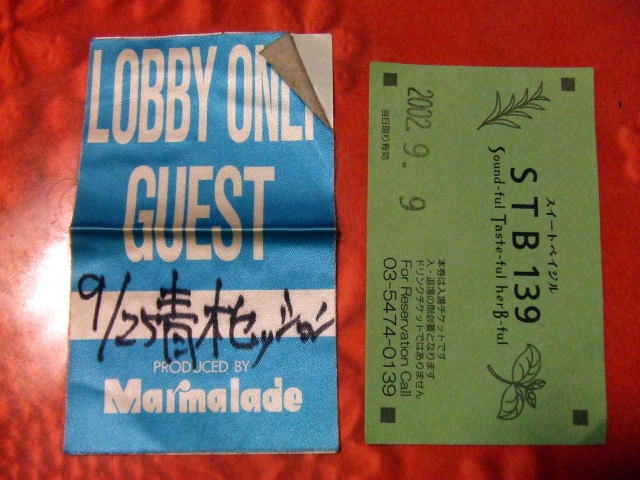 LOBBY ONLY
GUEST
9/25青木セッション
PRODUCED BY
Marmalade
スイートベイジル
STB139
Sound-ful Taste-ful herB-ful
2002.9.9
当日限り有効
本券は入場チケットです
入・退場の際必要となります
ドリンクチケットではありません
For Reservation Call
03-5474-0139